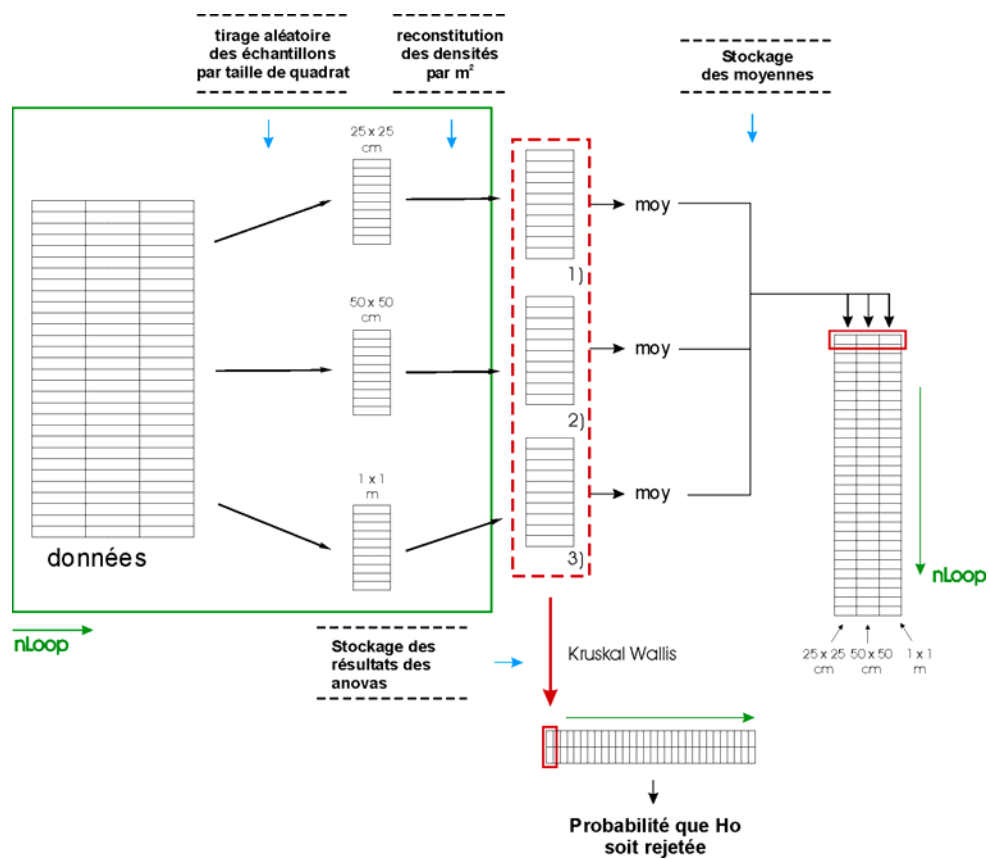 tirage aléatoire
des échantillons
par taille de quadrat
reconstitution
des densités
par m²
Stockage
des moyennes
25 x 25
cm
moy
1)
50 x 50
cm
moy
2)
1 x 1
m
moy
3)
données
nLoop
nLoop
Stockage des
résultats des
anovas
Kruskal Wallis
25 x 25 50 x 50 1 x 1
cm cm m
Probabilité que Ho
soit rejetée